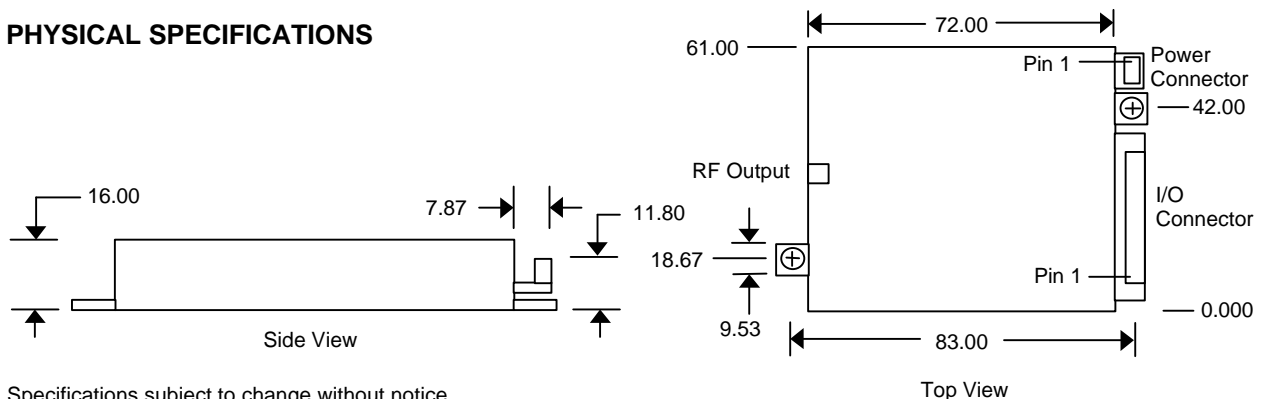 PHYSICAL SPECIFICATIONS
16.00
7.87
11.80
Side View
72.00
61.00
Pin 1
Power
Connector
42.00
RF Output
I/O
Connector
18.67
Pin 1
9.53
0.000
83.00
Top View
Specifications subject to change without notice